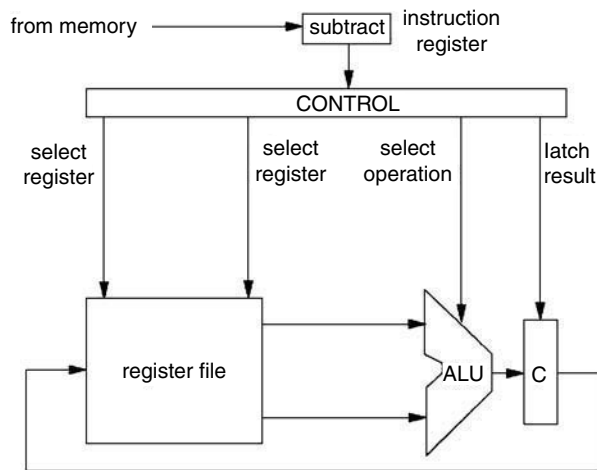 from memory
subtract
instruction
register
CONTROL
select
register
select
register
select
operation
latch
result
register file
ALU
C